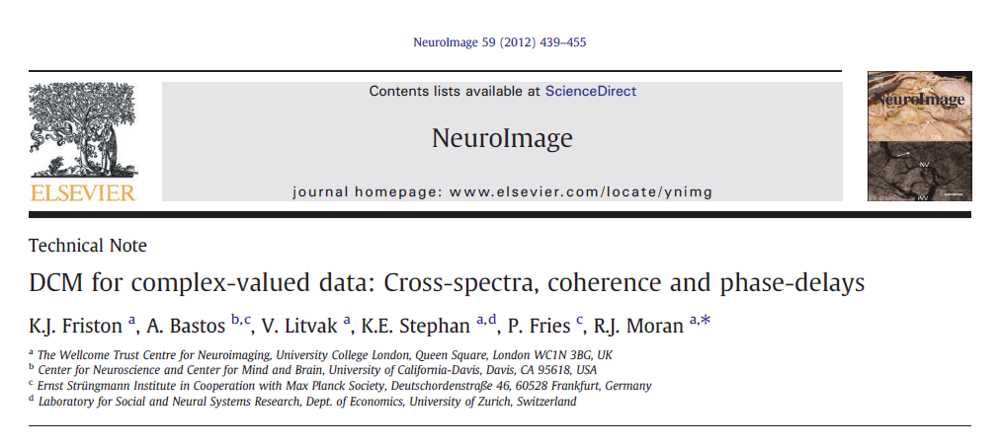 NeuroImage 59 (2012) 439–455
Contents lists available at ScienceDirect
NeuroImage
journal homepage: www.elsevier.com/locate/ynimg
ELSEVIER
NeuroImage
NV
Technical Note
DCM for complex-valued data: Cross-spectra, coherence and phase-delays
K.J. Friston a, A. Bastos b,c, V. Litvak a, K.E. Stephan a,d, P. Fries c, R.J. Moran a,*
a The Wellcome Trust Centre for Neuroimaging, University College London, Queen Square, London WC1N 3BG, UK
b Center for Neuroscience and Center for Mind and Brain, University of California-Davis, Davis, CA 95618, USA
c Ernst Strüngmann Institute in Cooperation with Max Planck Society, Deutschordenstraße 46, 60528 Frankfurt, Germany
d Laboratory for Social and Neural Systems Research, Dept. of Economics, University of Zurich, Switzerland